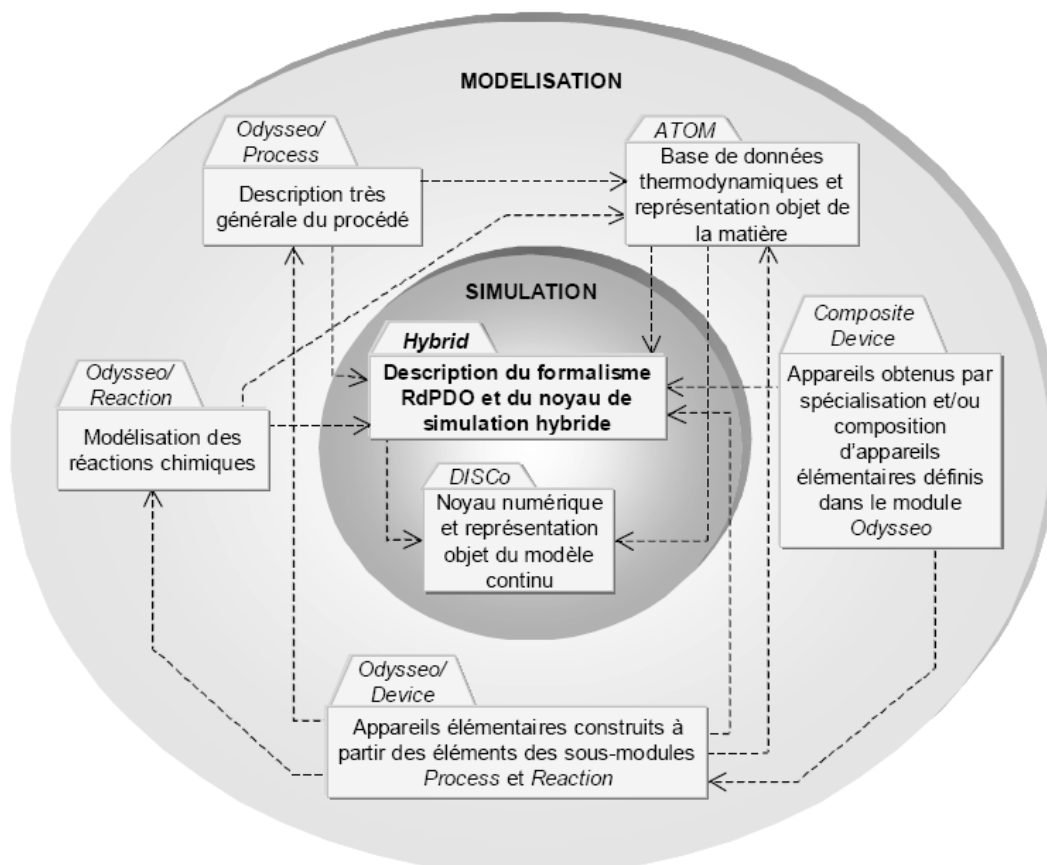 MODELISATION
Odysseo/
Process
Description très
générale du procédé
ATOM
Base de données
thermodynamiques et
représentation objet de
la matière
SIMULATION
Hybrid
Description du formalisme
RdPDO et du noyau de
simulation hybride
Composite
Device
Appareils obtenus par
spécialisation et/ou
composition
d'appareils
élémentaires définis
dans le module
Odysseo
Odysseo/
Reaction
Modélisation des
réactions chimiques
DISCo
Noyau numérique
et représentation
objet du modèle
continu
Odysseo/
Device
Appareils élémentaires construits à
partir des éléments des sous-modules
Process et Reaction